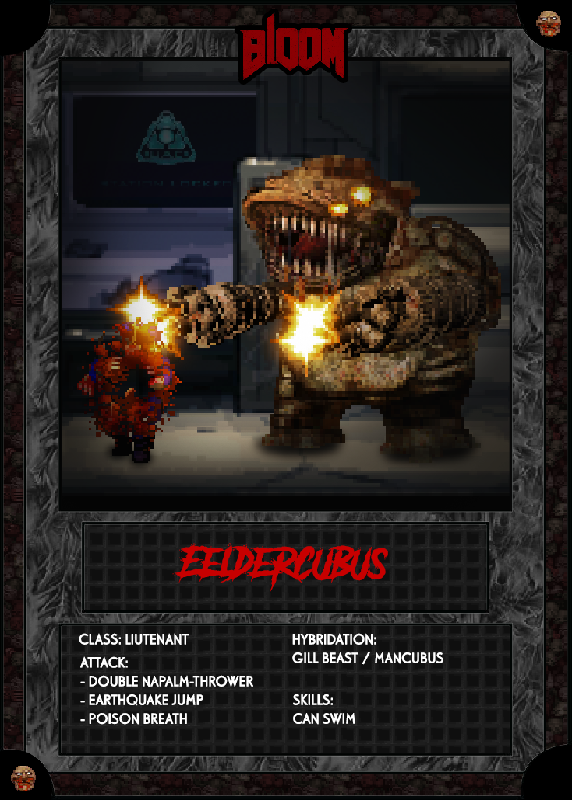 BLOOM
EELDERCUBUS
CLASS: LIUTENANT
ATTACK:
- DOUBLE NAPALM-THROWER
- EARTHQUAKE JUMP
- POISON BREATH
HYBRIDATION:
GILL BEAST / MANCUBUS
SKILLS:
CAN SWIM